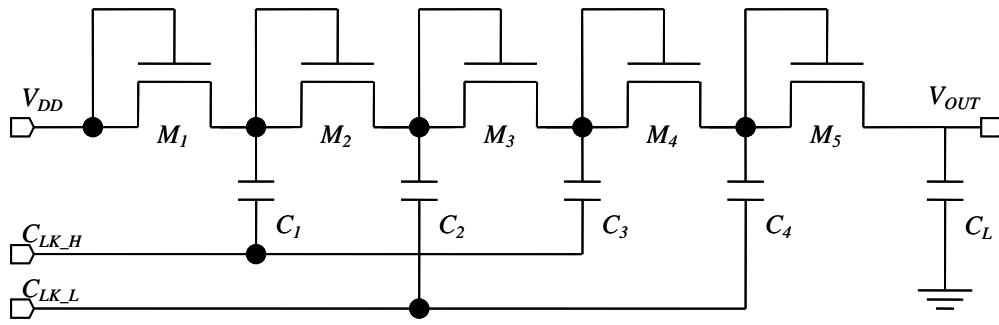 V_DD
V_OUT
M_1
M_2
M_3
M_4
M_5
C_1
C_2
C_3
C_4
C_L
C_LK_H
C_LK_L